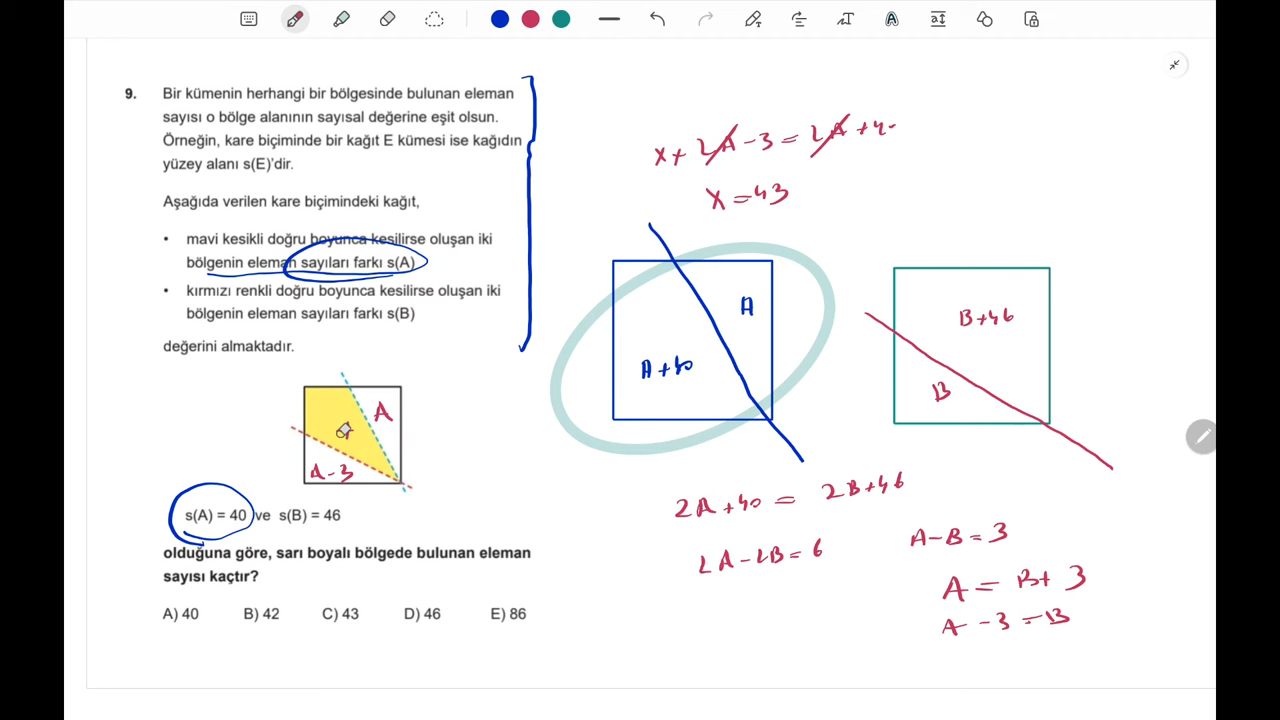 9. Bir kümenin herhangi bir bölgesinde bulunan eleman
sayısı o bölge alanının sayısal değerine eşit olsun.
Örneğin, kare biçiminde bir kağıt E kümesi ise kağıdın
yüzey alanı s(E)'dir.
Aşağıda verilen kare biçimindeki kağıt,
• mavi kesikli doğru boyunca kesilirse oluşan iki
bölgenin eleman sayıları farkı s(A)
• kırmızı renkli doğru boyunca kesilirse oluşan iki
bölgenin eleman sayıları farkı s(B)
değerini almaktadır.
A
A-3
s(A) = 40 ve s(B) = 46
olduğuna göre, sarı boyalı bölgede bulunan eleman
sayısı kaçtır?
A) 40 B) 42 C) 43 D) 46 E) 86
x + 2A - 3 = 2A + 4
x = 43
A
A+40
B+46
B
2A+40 = 2B+46
2A-2B = 6
A-B = 3
A = B+3
A-3 = B